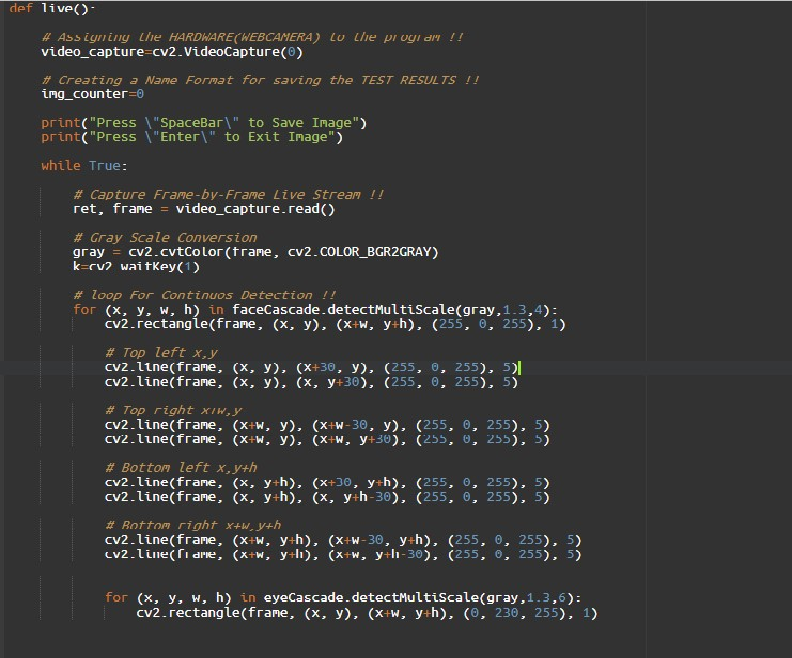 def live():
# Assigning the HARDWARE(WEBCAMERA) to the program !!
video_capture=cv2.VideoCapture(0)
# Creating a Name Format for saving the TEST RESULTS !!
img_counter=0
print("Press \"SpaceBar\" to Save Image")
print("Press \"Enter\" to Exit Image")
while True:
# Capture Frame-by-Frame Live Stream !!
ret, frame = video_capture.read()
# Gray Scale Conversion
gray = cv2.cvtColor(frame, cv2.COLOR_BGR2GRAY)
k=cv2.waitKey(1)
# loop For Continuos Detection !!
for (x, y, w, h) in faceCascade.detectMultiScale(gray,1.3,4):
cv2.rectangle(frame, (x, y), (x+w, y+h), (255, 0, 255), 1)
# Top left x,y
cv2.line(frame, (x, y), (x+30, y), (255, 0, 255), 5)
cv2.line(frame, (x, y), (x, y+30), (255, 0, 255), 5)
# Top right x+w,y
cv2.line(frame, (x+w, y), (x+w-30, y), (255, 0, 255), 5)
cv2.line(frame, (x+w, y), (x+w, y+30), (255, 0, 255), 5)
# Bottom left x,y+h
cv2.line(frame, (x, y+h), (x+30, y+h), (255, 0, 255), 5)
cv2.line(frame, (x, y+h), (x, y+h-30), (255, 0, 255), 5)
# Bottom right x+w,y+h
cv2.line(frame, (x+w, y+h), (x+w-30, y+h), (255, 0, 255), 5)
cv2.line(frame, (x+w, y+h), (x+w, y+h-30), (255, 0, 255), 5)
for (x, y, w, h) in eyeCascade.detectMultiScale(gray,1.3,6):
cv2.rectangle(frame, (x, y), (x+w, y+h), (0, 230, 255), 1)